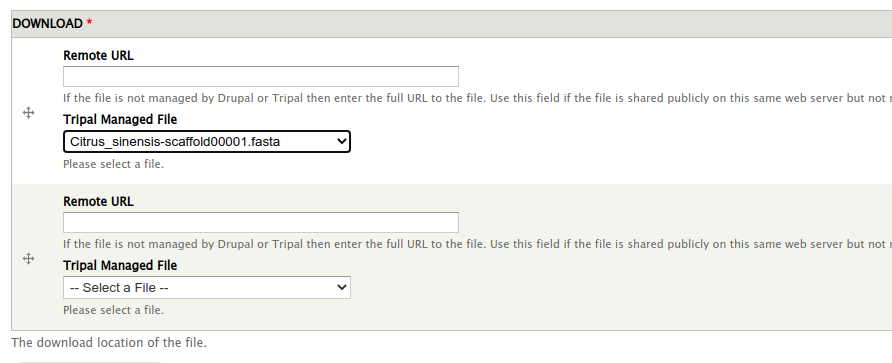 DOWNLOAD *
Remote URL
If the file is not managed by Drupal or Tripal then enter the full URL to the file. Use this field if the file is shared publicly on this same web server but not
Tripal Managed File
Citrus_sinensis-scaffold00001.fasta
Please select a file.
Remote URL
If the file is not managed by Drupal or Tripal then enter the full URL to the file. Use this field if the file is shared publicly on this same web server but not
Tripal Managed File
-- Select a File --
Please select a file.
The download location of the file.